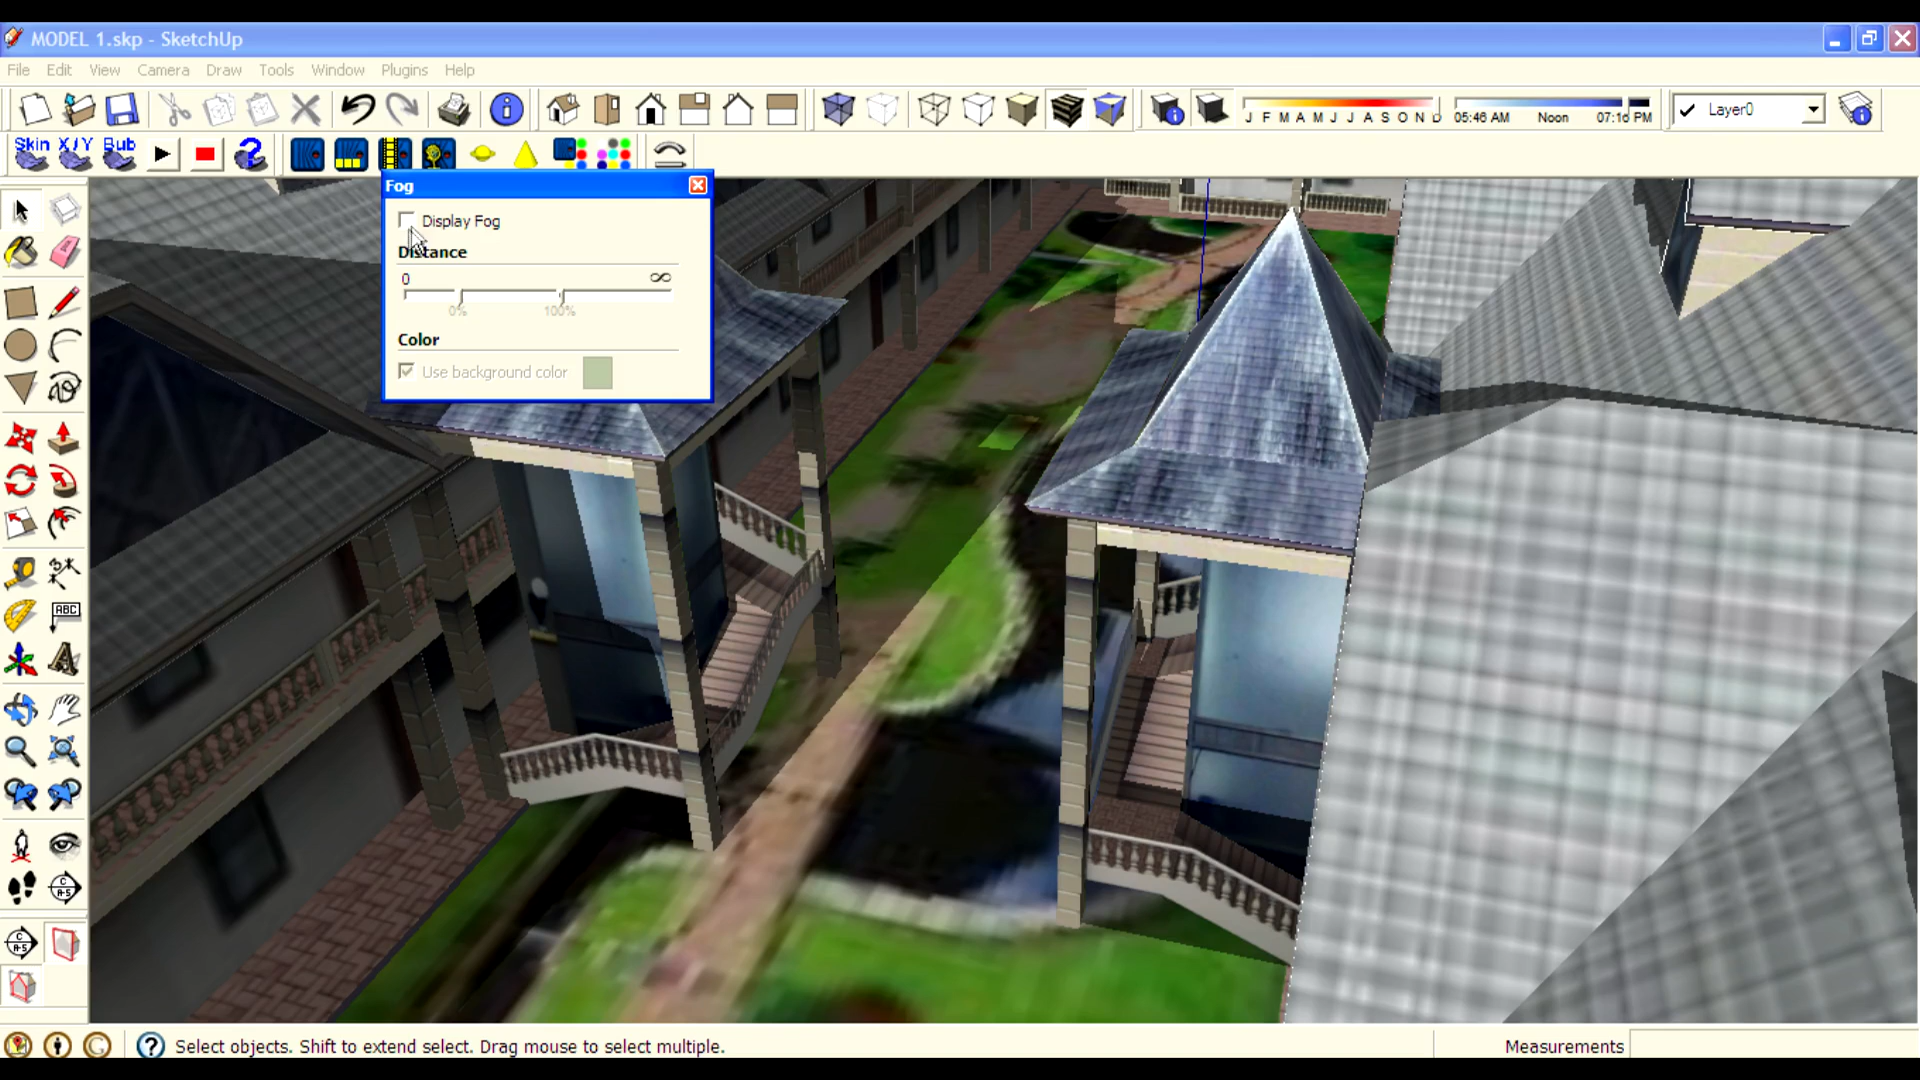 MODEL 1.skp - SketchUp
File Edit View Camera Draw Tools Window Plugins Help
J F M A M J J A S O N D 05:46 AM Noon 07:16 PM Layer0
Skin X/Y Bub
Fog
Display Fog
Distance
0 ∞
0% 100%
Color
Use background color
ABC
C
A-5
C
A-5
Select objects. Shift to extend select. Drag mouse to select multiple. Measurements